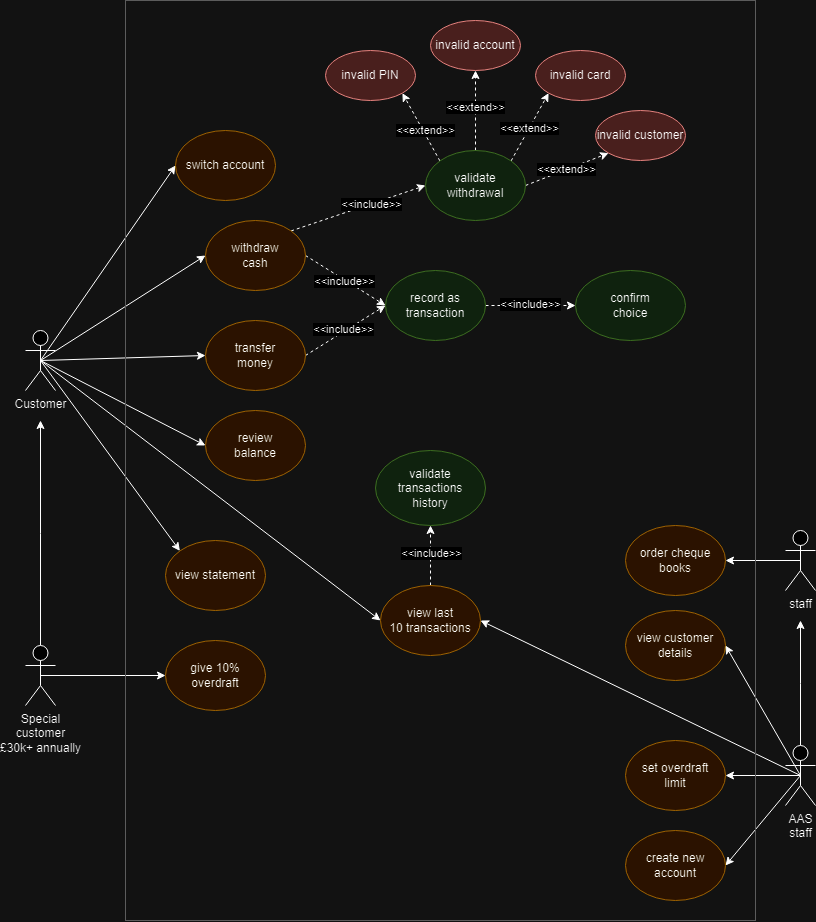 invalid account
invalid PIN
invalid card
<<extend>>
<<extend>>
<<extend>>
invalid customer
<<extend>>
switch account
validate
withdrawal
<<include>>
withdraw
cash
<<include>>
record as
transaction
<<include>>
confirm
choice
<<include>>
transfer
money
Customer
review
balance
validate
transactions
history
<<include>>
order cheque
books
view statement
staff
view last
10 transactions
view customer
details
give 10%
overdraft
Special
customer
£30k+ annually
set overdraft
limit
AAS
staff
create new
account